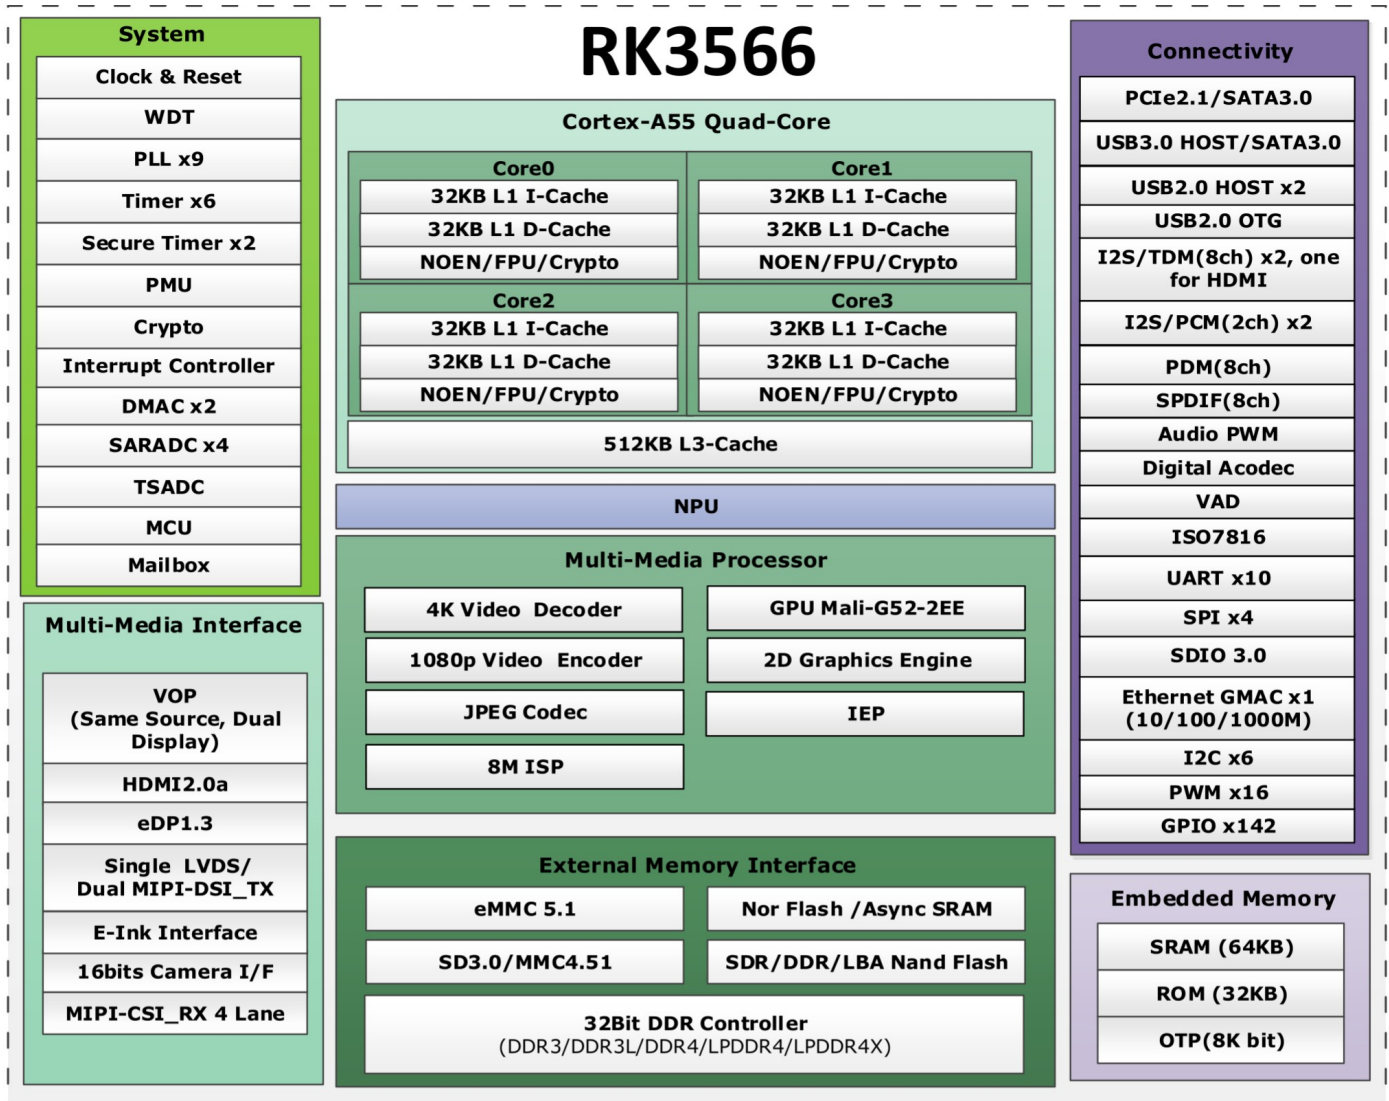 RK3566
System
Clock & Reset
WDT
PLL x9
Timer x6
Secure Timer x2
PMU
Crypto
Interrupt Controller
DMAC x2
SARADC x4
TSADC
MCU
Mailbox
Multi-Media Interface
VOP
(Same Source, Dual
Display)
HDMI2.0a
eDP1.3
Single LVDS/
Dual MIPI-DSI_TX
E-Ink Interface
16bits Camera I/F
MIPI-CSI_RX 4 Lane
Cortex-A55 Quad-Core
Core0
32KB L1 I-Cache
32KB L1 D-Cache
NOEN/FPU/Crypto
Core1
32KB L1 I-Cache
32KB L1 D-Cache
NOEN/FPU/Crypto
Core2
32KB L1 I-Cache
32KB L1 D-Cache
NOEN/FPU/Crypto
Core3
32KB L1 I-Cache
32KB L1 D-Cache
NOEN/FPU/Crypto
512KB L3-Cache
NPU
Multi-Media Processor
4K Video Decoder
1080p Video Encoder
JPEG Codec
8M ISP
GPU Mali-G52-2EE
2D Graphics Engine
IEP
External Memory Interface
eMMC 5.1
Nor Flash /Async SRAM
SD3.0/MMC4.51
SDR/DDR/LBA Nand Flash
32Bit DDR Controller
(DDR3/DDR3L/DDR4/LPDDR4/LPDDR4X)
Connectivity
PCIe2.1/SATA3.0
USB3.0 HOST/SATA3.0
USB2.0 HOST x2
USB2.0 OTG
I2S/TDM(8ch) x2, one
for HDMI
I2S/PCM(2ch) x2
PDM(8ch)
SPDIF(8ch)
Audio PWM
Digital Acodec
VAD
ISO7816
UART x10
SPI x4
SDIO 3.0
Ethernet GMAC x1
(10/100/1000M)
I2C x6
PWM x16
GPIO x142
Embedded Memory
SRAM (64KB)
ROM (32KB)
OTP(8K bit)